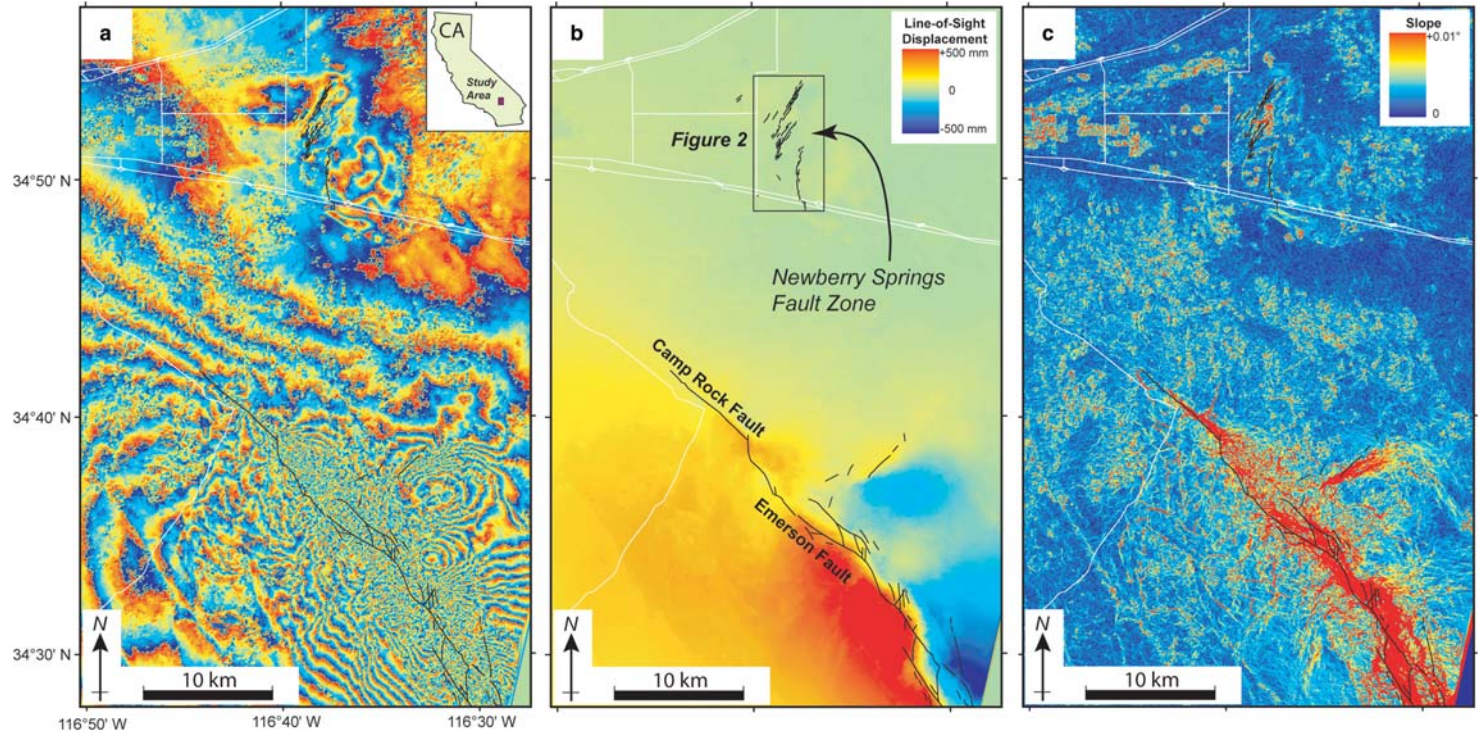 a
CA
Study
Area
34°50' N
34°40' N
34°30' N
N
10 km
116°50' W
116°40' W
116°30' W
b
Line-of-Sight
Displacement
+500 mm
0
-500 mm
Figure 2
Newberry Springs
Fault Zone
Camp Rock Fault
Emerson Fault
N
10 km
c
Slope
+0.01°
0
N
10 km